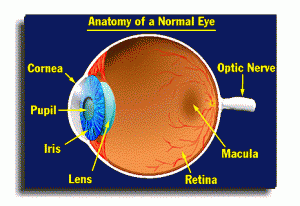 Anatomy of a Normal Eye
Cornea
Optic Nerve
Pupil
Iris
Macula
Lens
Retina